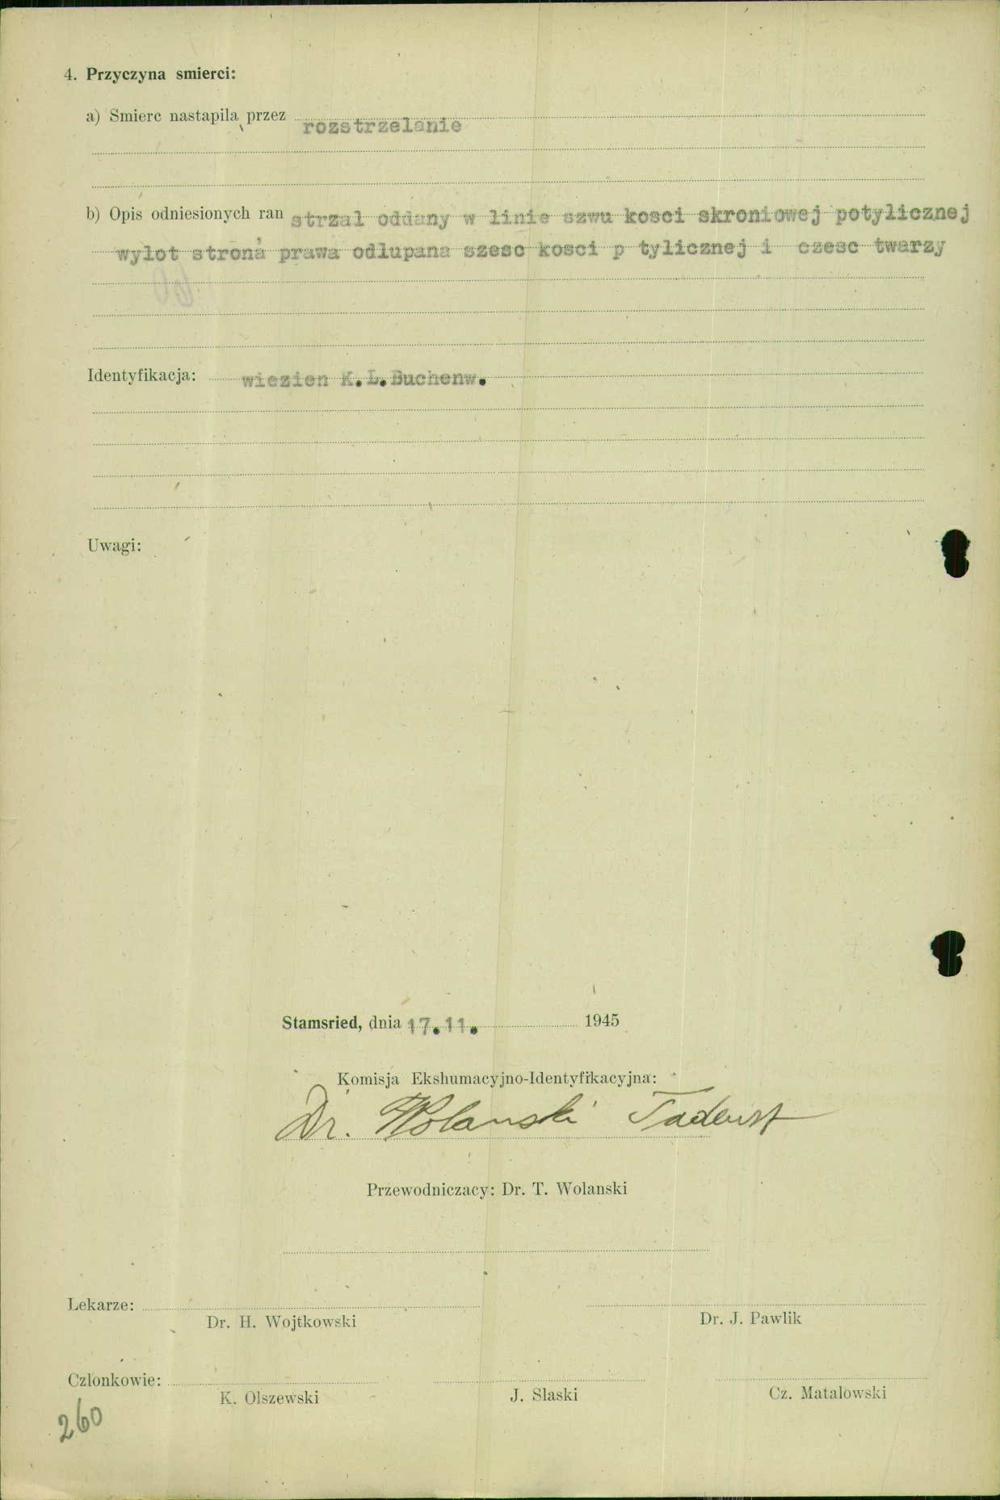 4. Przyczyna smierci:
a) Smierc nastapila przez rozstrzelanie
b) Opis odniesionych ran strzal oddany w linie szwu kosci skroniowej potylicznej
wylot strona prawa odlupana szesc kosci p tylicznej i czesc twarzy
Identyfikacja: wiezien K.L.Buchenw.
Uwagi:
Stamsried, dnia 17.11. 1945
Komisja Ekshumacyjno-Identyfikacyjna:
Dr. Wolanski Tadeusz
Przewodniczacy: Dr. T. Wolanski
Lekarze:
Dr. H. Wojtkowski Dr. J. Pawlik
Czlonkowie:
K. Olszewski J. Slaski Cz. Matalowski
260